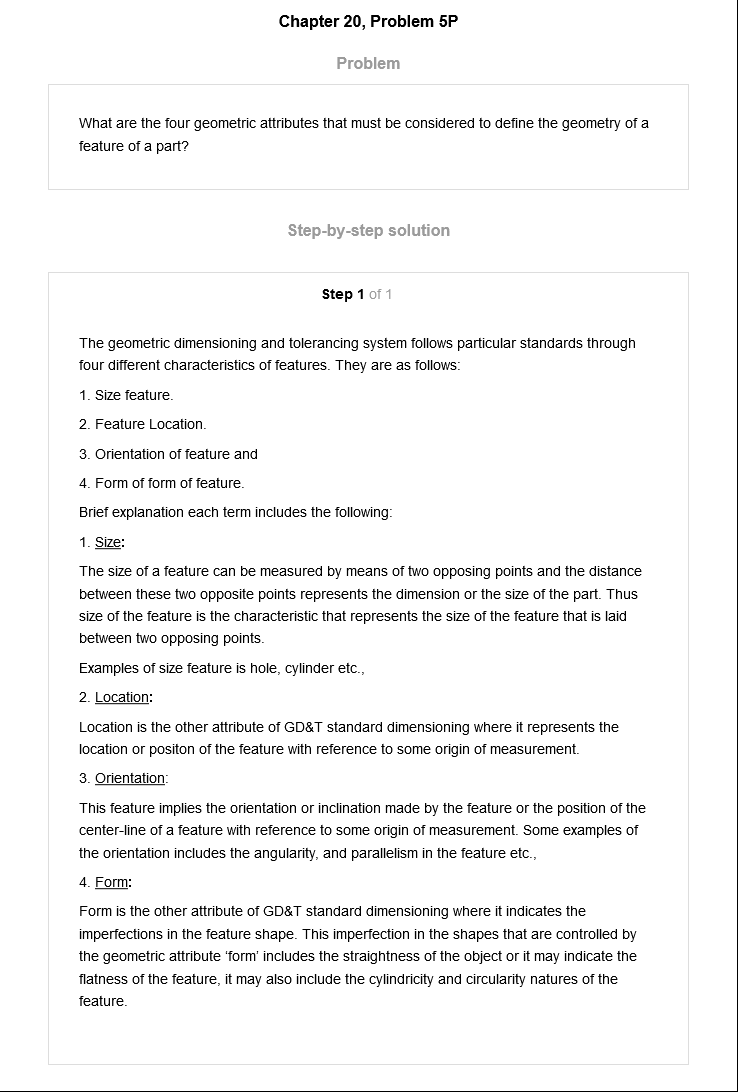 Chapter 20, Problem 5P
Problem
What are the four geometric attributes that must be considered to define the geometry of a
feature of a part?
Step-by-step solution
Step 1 of 1
The geometric dimensioning and tolerancing system follows particular standards through
four different characteristics of features. They are as follows:
1. Size feature.
2. Feature Location.
3. Orientation of feature and
4. Form of form of feature.
Brief explanation each term includes the following:
1. Size:
The size of a feature can be measured by means of two opposing points and the distance
between these two opposite points represents the dimension or the size of the part. Thus
size of the feature is the characteristic that represents the size of the feature that is laid
between two opposing points.
Examples of size feature is hole, cylinder etc.,
2. Location:
Location is the other attribute of GD&T standard dimensioning where it represents the
location or positon of the feature with reference to some origin of measurement.
3. Orientation:
This feature implies the orientation or inclination made by the feature or the position of the
center-line of a feature with reference to some origin of measurement. Some examples of
the orientation includes the angularity, and parallelism in the feature etc.,
4. Form:
Form is the other attribute of GD&T standard dimensioning where it indicates the
imperfections in the feature shape. This imperfection in the shapes that are controlled by
the geometric attribute ‘form’ includes the straightness of the object or it may indicate the
flatness of the feature, it may also include the cylindricity and circularity natures of the
feature.